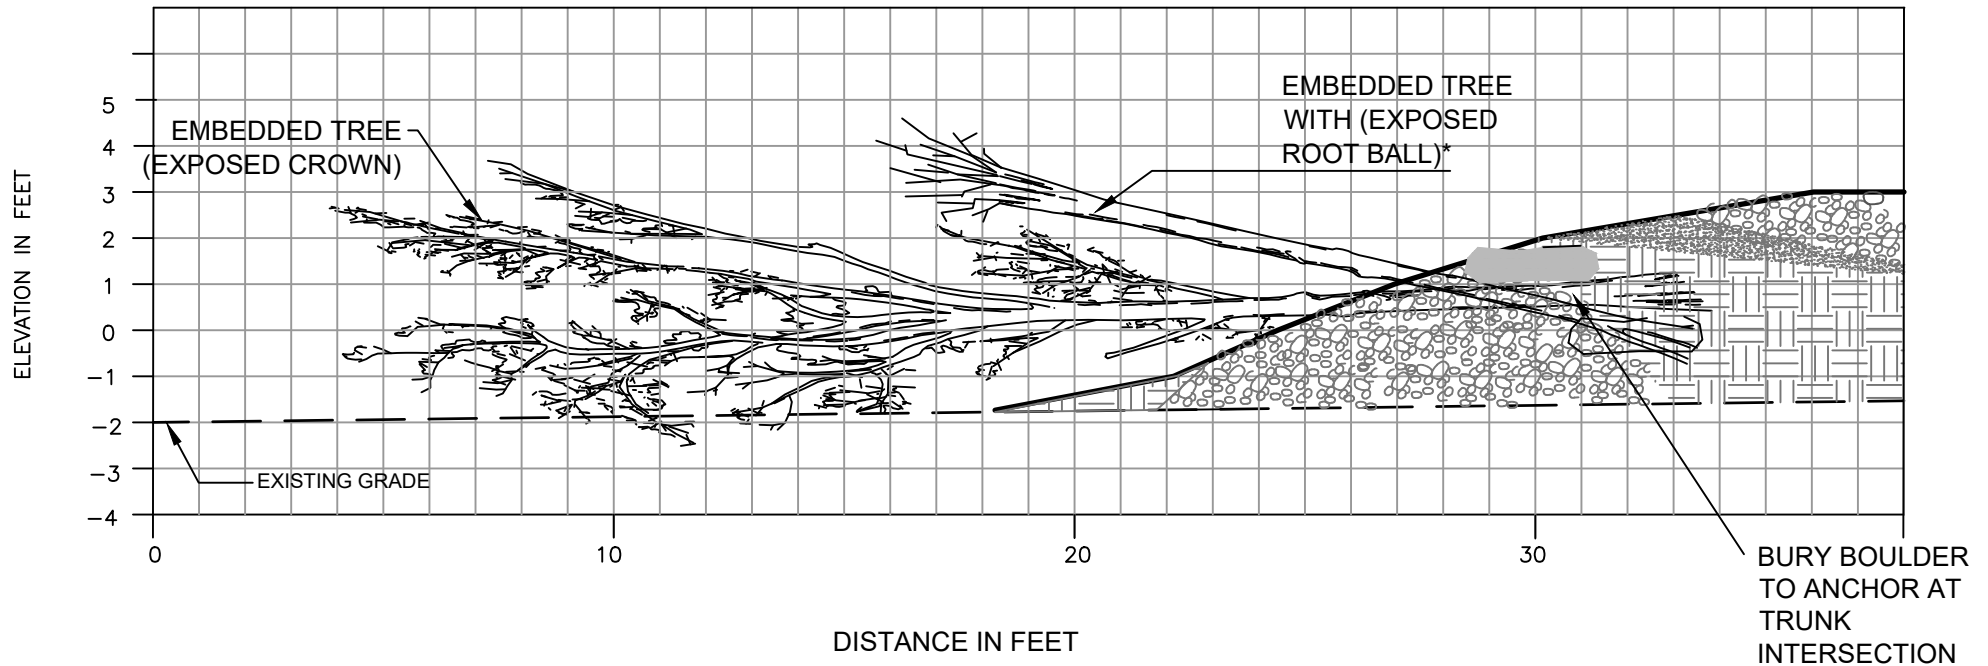 EMBEDDED TREE
WITH (EXPOSED
ROOT BALL)*
EMBEDDED TREE
(EXPOSED CROWN)
ELEVATION IN FEET
5
4
3
2
1
0
-1
-2
-3
-4
EXISTING GRADE
0
10
20
30
BURY BOULDER
TO ANCHOR AT
TRUNK
INTERSECTION
DISTANCE IN FEET